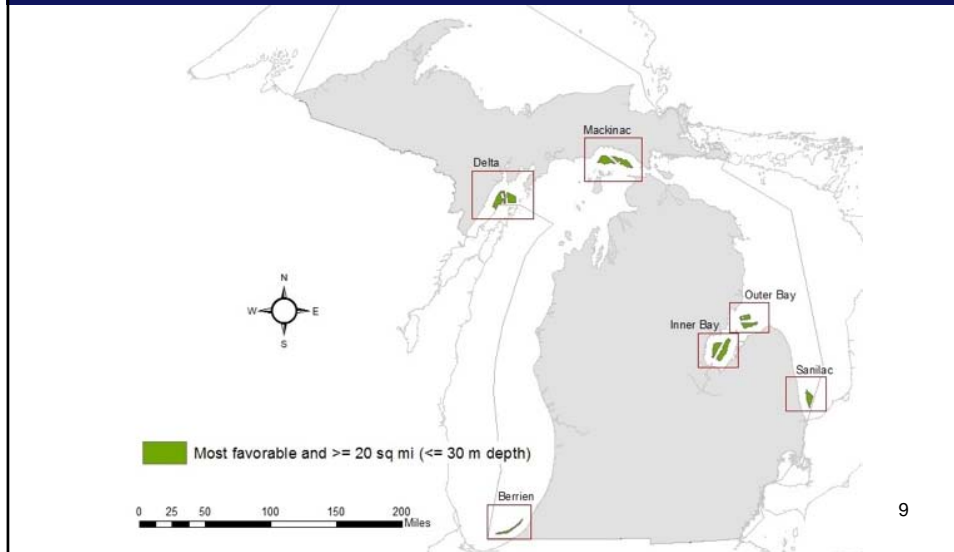 Mackinac
Delta
N
W E
S
Outer Bay
Inner Bay
Sanilac
Most favorable and >= 20 sq mi (<= 30 m depth)
Berrien
0 25 50 100 150 200
Miles
9